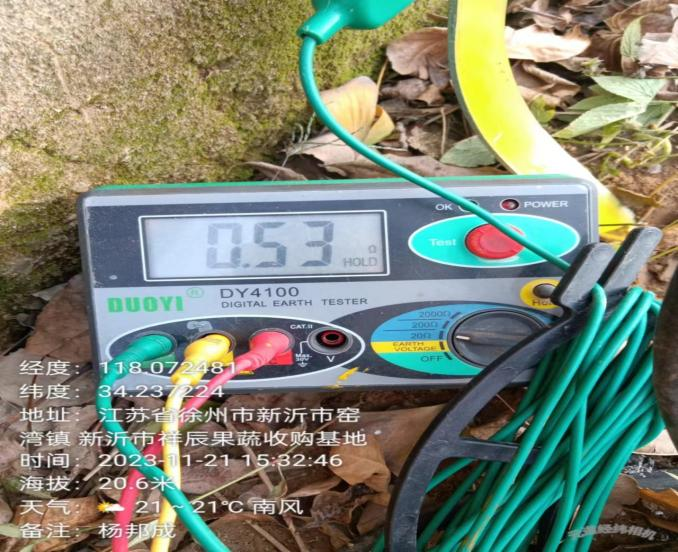 OK POWER
0.53 Ω
HOLD
Test
DUOYI ® DY4100
DIGITAL EARTH TESTER
CAT.II
Max.
30V
V
2000Ω
200Ω
20Ω
EARTH
VOLTAGE
OFF
经度: 118.072481
纬度: 34.237224
地址: 江苏省徐州市新沂市窑
湾镇 新沂市祥辰果蔬收购基地
时间: 2023-11-21 15:32:46
海拔: 20.6米
天气: 21 ~ 21℃ 南风
备注: 杨邦成